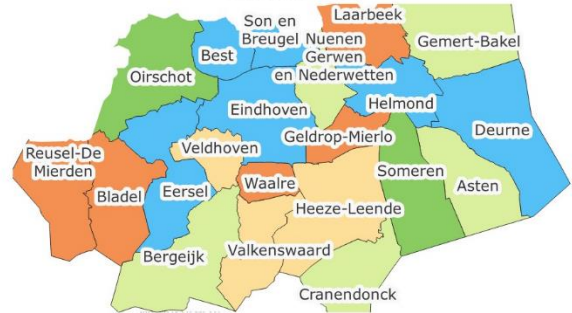 Laarbeek
Son en
Breugel
Nuenen
Gerwen
en Nederwetten
Gemert-Bakel
Best
Oirschot
Eindhoven
Helmond
Deurne
Geldrop-Mierlo
Veldhoven
Reusel-De
Mierden
Someren
Waalre
Eersel
Asten
Bladel
Heeze-Leende
Valkenswaard
Bergeijk
Cranendonck